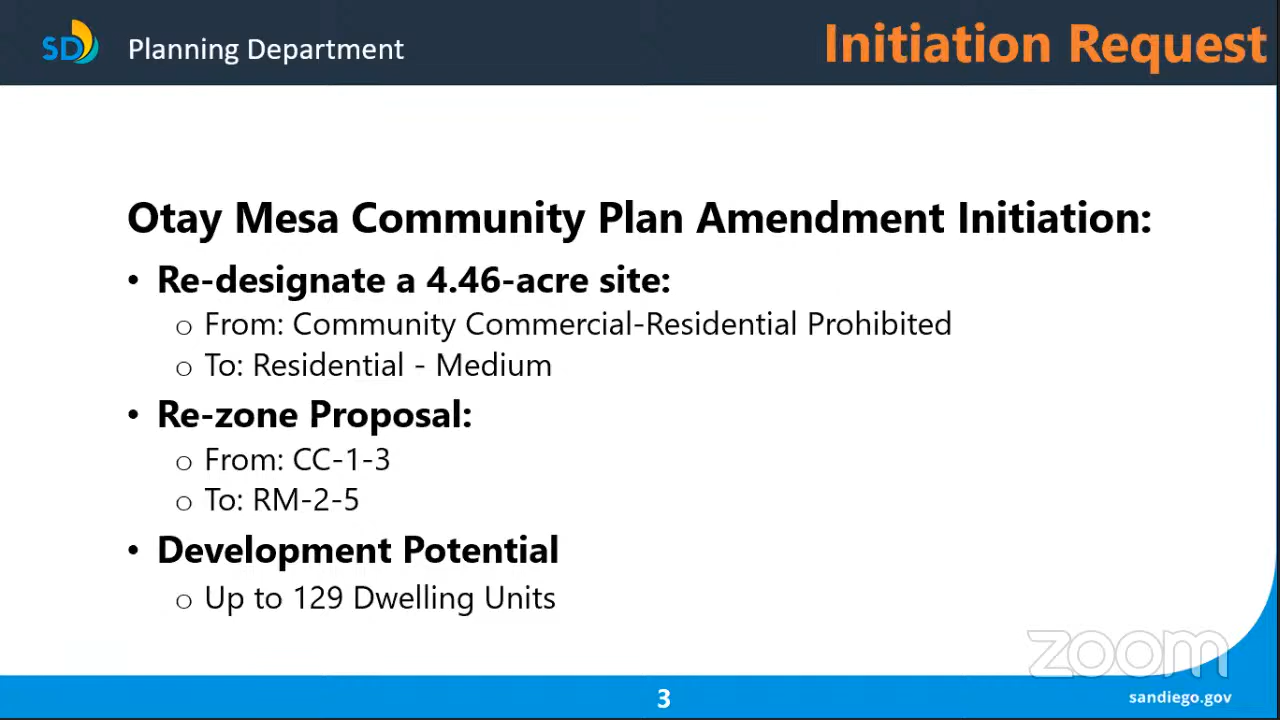 SD Planning Department
Initiation Request
Otay Mesa Community Plan Amendment Initiation:
• Re-designate a 4.46-acre site:
o From: Community Commercial-Residential Prohibited
o To: Residential - Medium
• Re-zone Proposal:
o From: CC-1-3
o To: RM-2-5
• Development Potential
o Up to 129 Dwelling Units
zoom
3
sandiego.gov